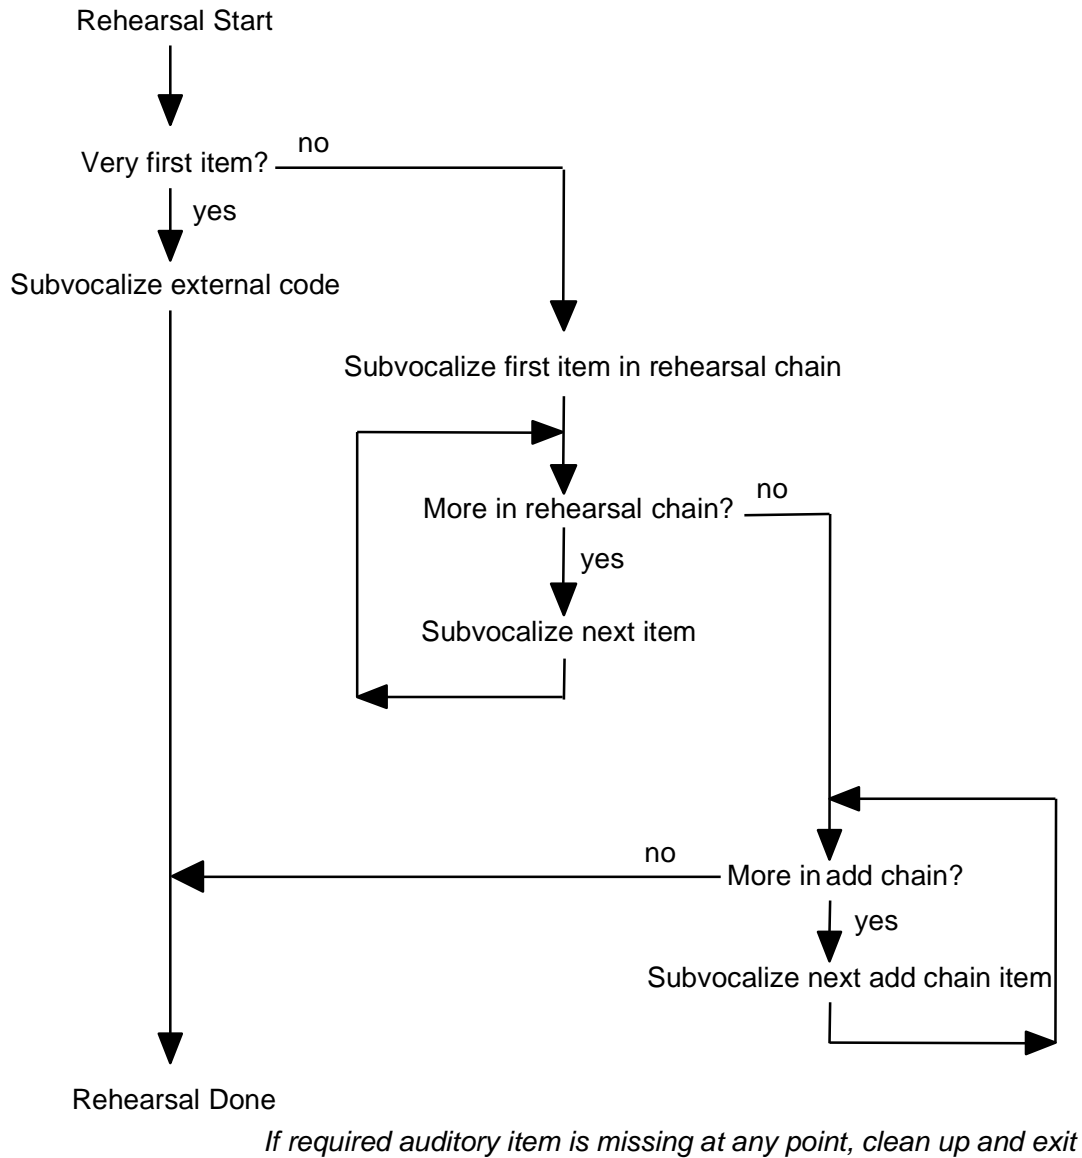 Rehearsal Start
no
Very first item?
yes
Subvocalize external code
Subvocalize first item in rehearsal chain
no
More in rehearsal chain?
yes
Subvocalize next item
no
More in add chain?
yes
Subvocalize next add chain item
Rehearsal Done
If required auditory item is missing at any point, clean up and exit